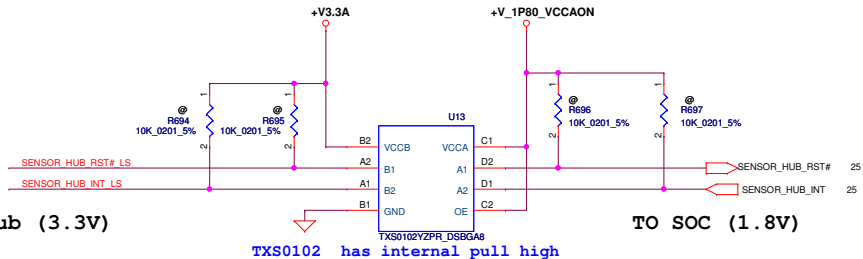 +V3.3A
+V_1P80_VCCAON
1
@
R694
10K_0201_5%
2
1
@
R695
10K_0201_5%
2
1
@
R696
10K_0201_5%
2
1
@
R697
10K_0201_5%
2
U13
B2 VCCB VCCA C1
SENSOR_HUB_RST#_LS A2 B1 A1 D2 SENSOR_HUB_RST# 25
SENSOR_HUB_INT_LS A1 B2 A2 D1 SENSOR_HUB_INT 25
B1 GND OE C2
TXS0102YZPR_DSBGA8
ub (3.3V)
TO SOC (1.8V)
TXS0102 has internal pull high